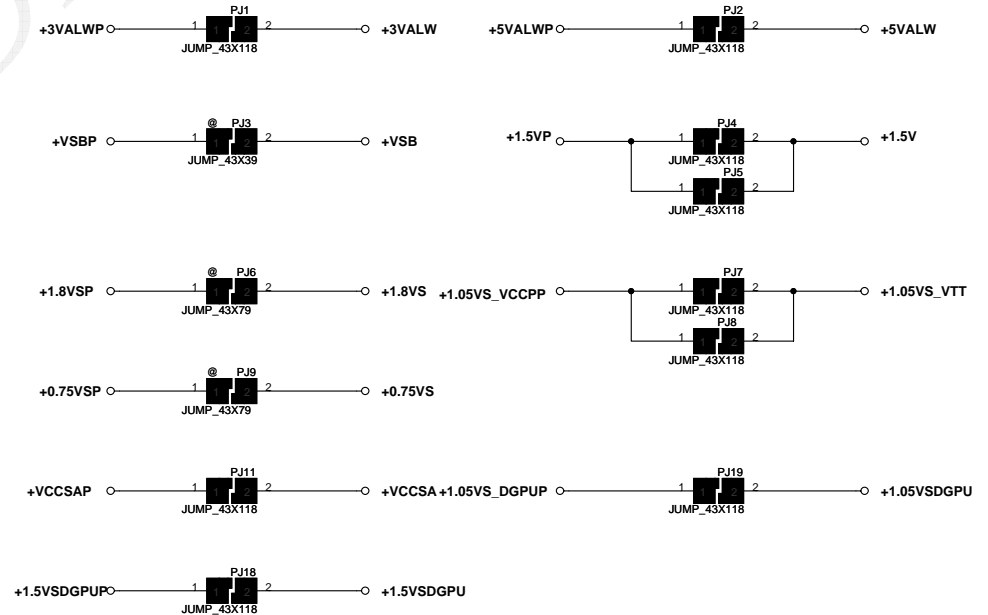 PJ1
+3VALWP 1 1 2 2 +3VALW
JUMP_43X118
PJ2
+5VALWP 1 1 2 2 +5VALW
JUMP_43X118
@ PJ3
+VSBP 1 1 2 2 +VSB
JUMP_43X39
PJ4
+1.5VP 1 1 2 2 +1.5V
JUMP_43X118
PJ5
1 1 2 2
JUMP_43X118
@ PJ6
+1.8VSP 1 1 2 2 +1.8VS
JUMP_43X79
PJ7
+1.05VS_VCCPP 1 1 2 2 +1.05VS_VTT
JUMP_43X118
PJ8
1 1 2 2
JUMP_43X118
@ PJ9
+0.75VSP 1 1 2 2 +0.75VS
JUMP_43X79
PJ11
+VCCSAP 1 1 2 2 +VCCSA
JUMP_43X118
PJ19
+1.05VS_DGPUP 1 1 2 2 +1.05VSDGPU
JUMP_43X118
PJ18
+1.5VSDGPUP 1 1 2 2 +1.5VSDGPU
JUMP_43X118